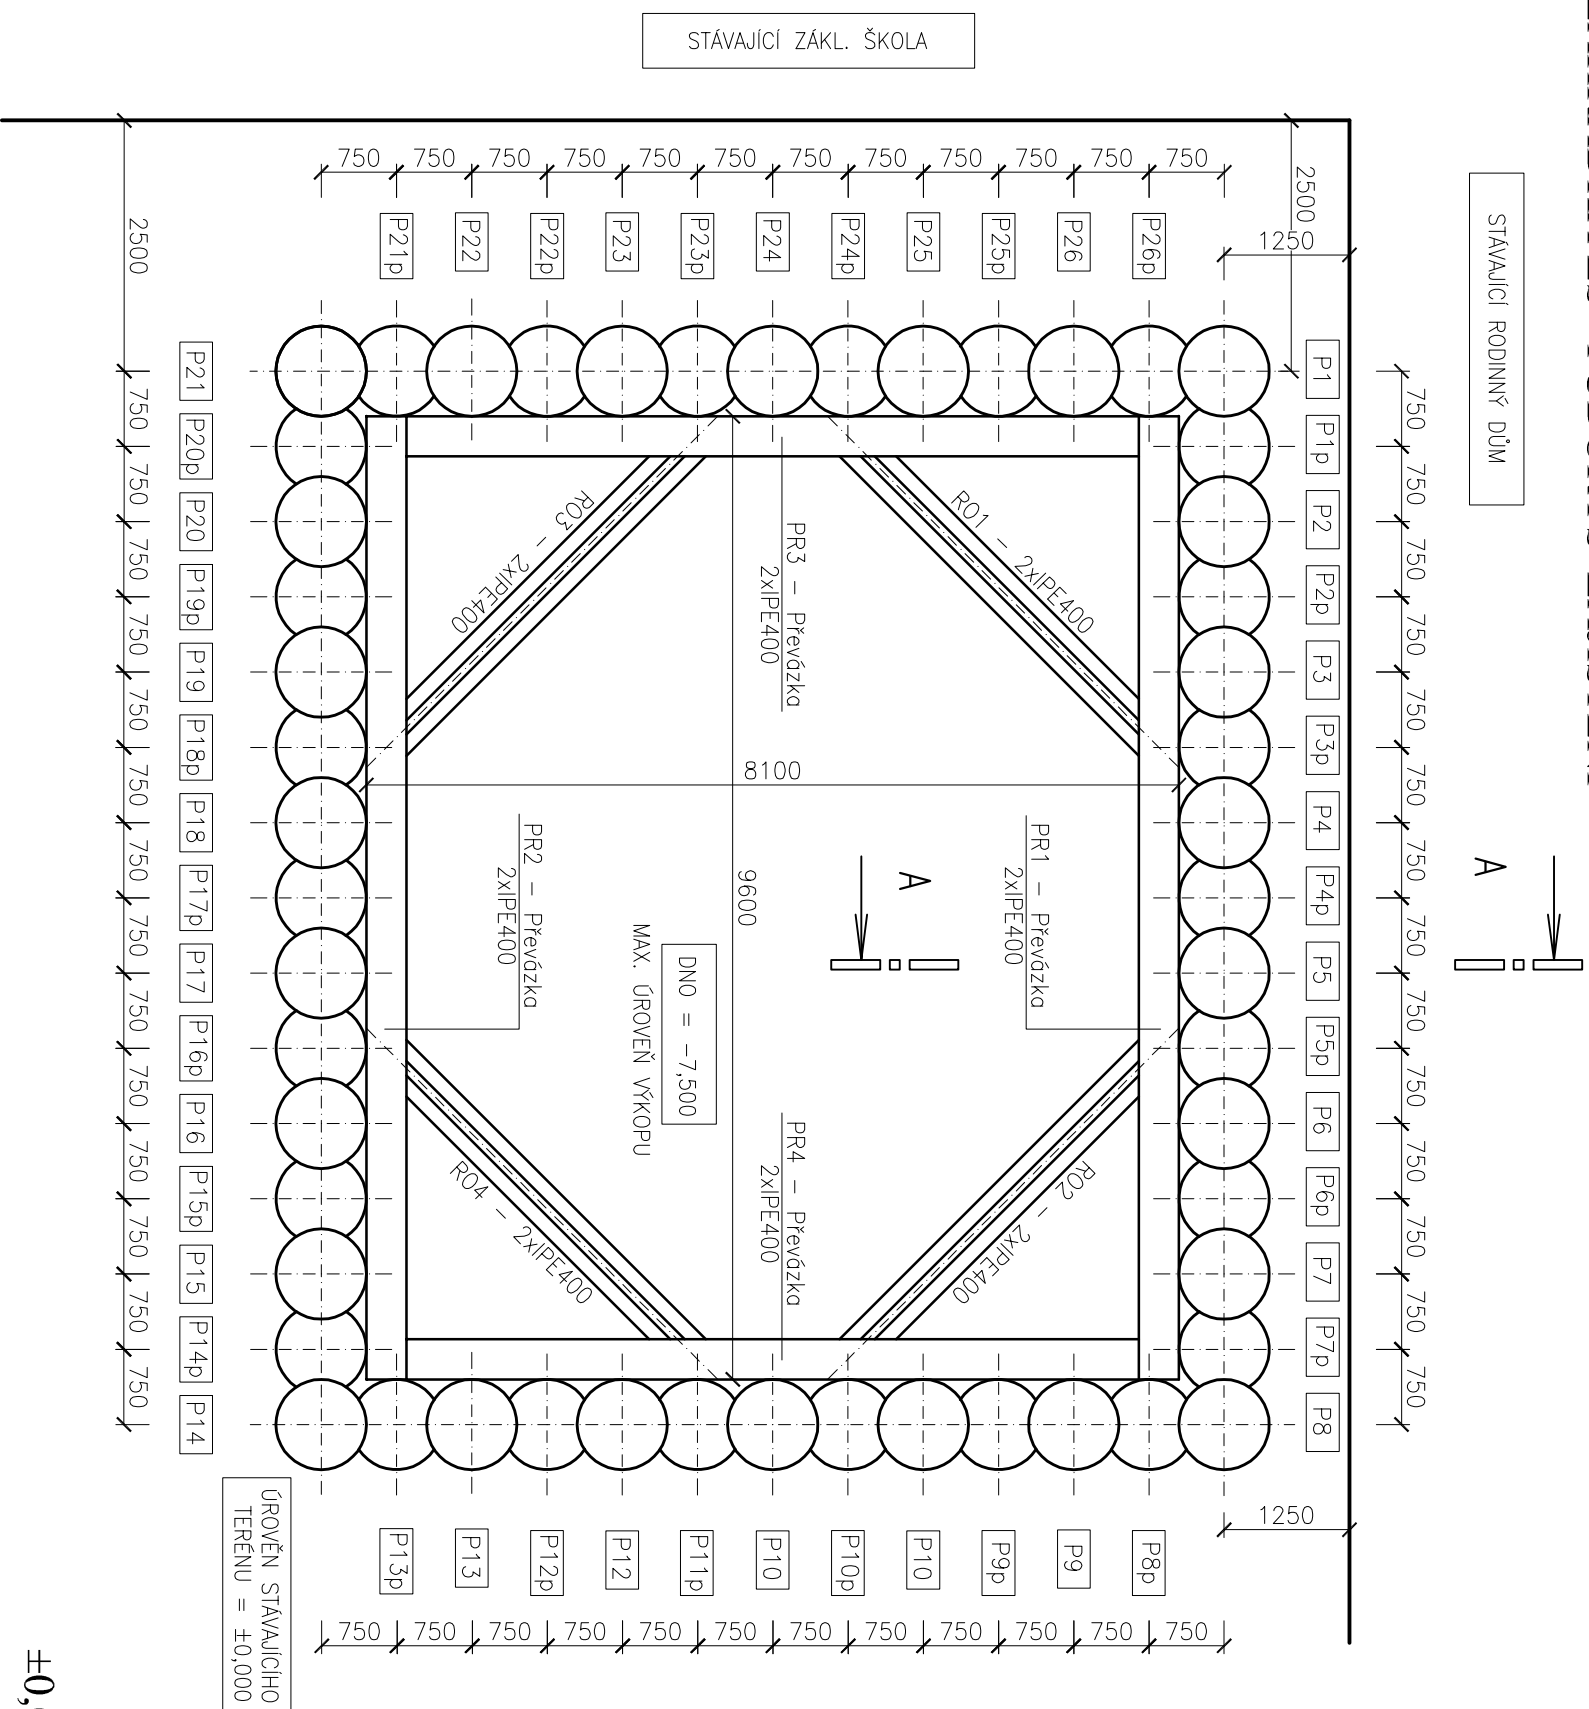 STÁVAJÍCÍ ZÁKL. ŠKOLA
STÁVAJÍCÍ RODINNÝ DŮM
2500
1250
750 750 750 750 750 750 750 750 750 750 750 750
P21p P22 P22p P23 P23p P24 P24p P25 P25p P26 P26p
2500
P1
P1p
P2
P2p
P3
P3p
P4
P4p
P5
P5p
P6
P6p
P7
P7p
P8
750
750
750
750
750
750
750
750
750
750
750
750
750
750
A
A
P21
P20p
P20
P19p
P19
P18p
P18
P17p
P17
P16p
P16
P15p
P15
P14p
P14
750
750
750
750
750
750
750
750
750
750
750
750
750
750
R01 - 2xIPE400
R03 - 2xIPE400
PR3 - Převázka
2xIPE400
8100
9600
PR1 - Převázka
2xIPE400
PR2 - Převázka
2xIPE400
DNO = -7,500
MAX. ÚROVEŇ VÝKOPU
PR4 - Převázka
2xIPE400
R02 - 2xIPE400
R04 - 2xIPE400
1250
P13p P13 P12p P12 P11p P10 P10p P10 P9p P9 P8p
750 750 750 750 750 750 750 750 750 750 750 750
ÚROVĚN STÁVAJÍCÍHO
TERÉNU = ±0,000
±0,